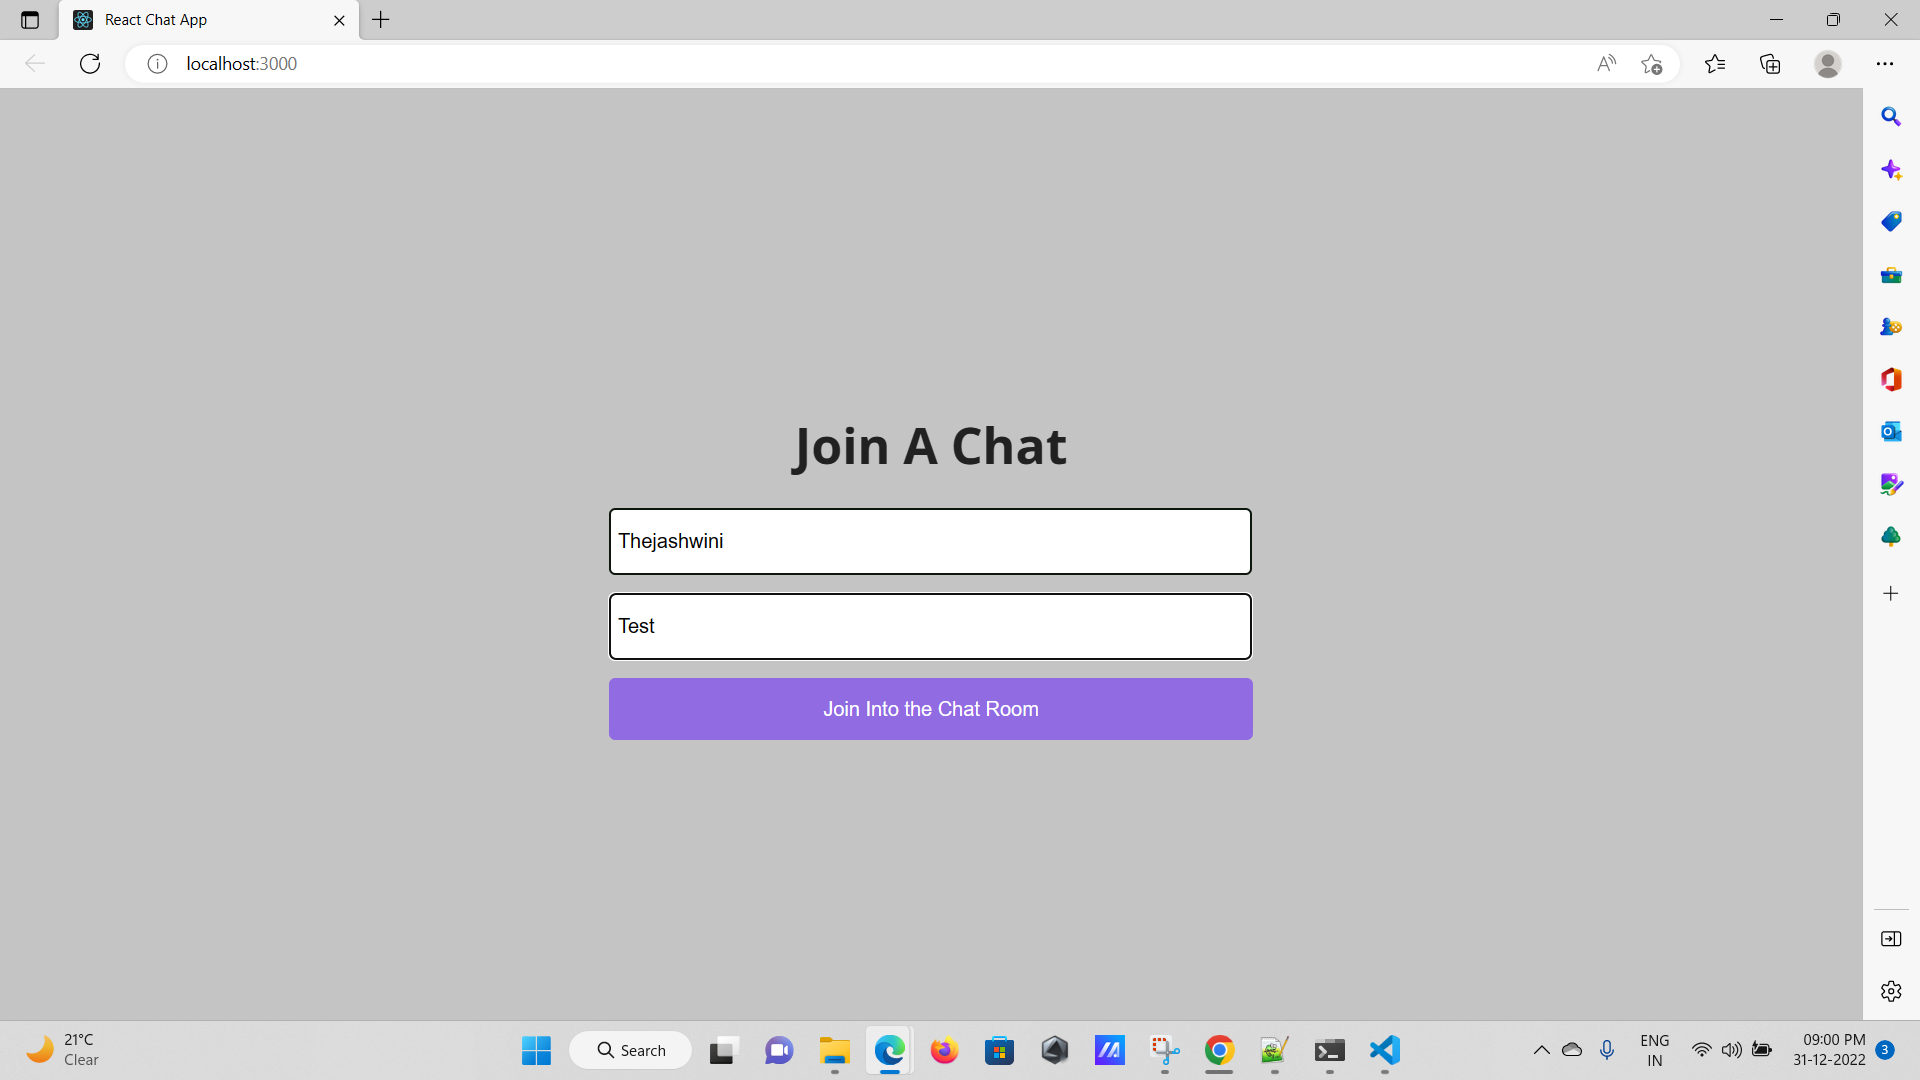 React Chat App
localhost:3000
Join A Chat
Thejashwini
Test
Join Into the Chat Room
21°C
Clear
Search
ENG
IN
09:00 PM
31-12-2022
3